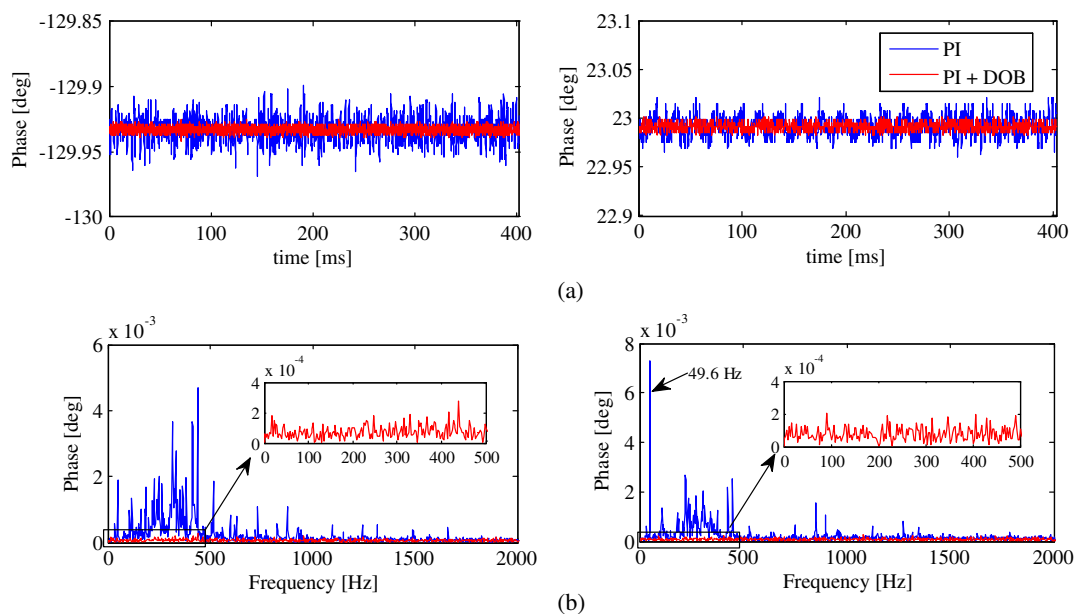 -129.85
-129.9
-129.95
-130
Phase [deg]
0 100 200 300 400
time [ms]
23.1
23.05
23
22.95
22.9
Phase [deg]
PI
PI + DOB
0 100 200 300 400
time [ms]
(a)
x 10⁻³
6
4
2
0
Phase [deg]
x 10⁻⁴
4
2
0
0 100 200 300 400 500
0 500 1000 1500 2000
Frequency [Hz]
x 10⁻³
8
6
4
2
0
Phase [deg]
49.6 Hz
x 10⁻⁴
4
2
0
0 100 200 300 400 500
0 500 1000 1500 2000
Frequency [Hz]
(b)